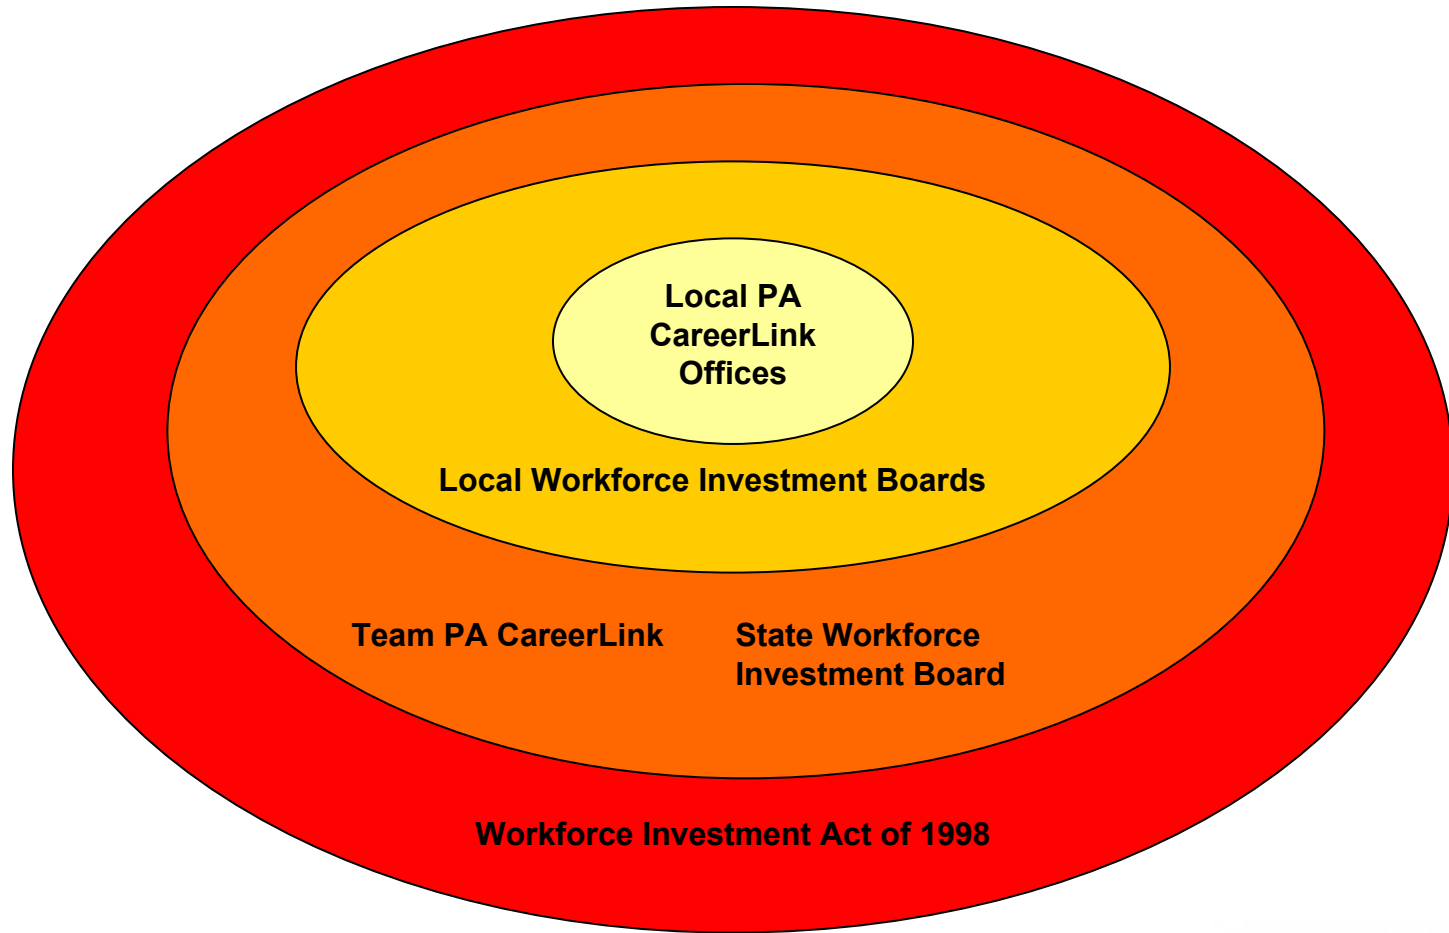 Local PA
CareerLink
Offices
Local Workforce Investment Boards
Team PA CareerLink
State Workforce
Investment Board
Workforce Investment Act of 1998